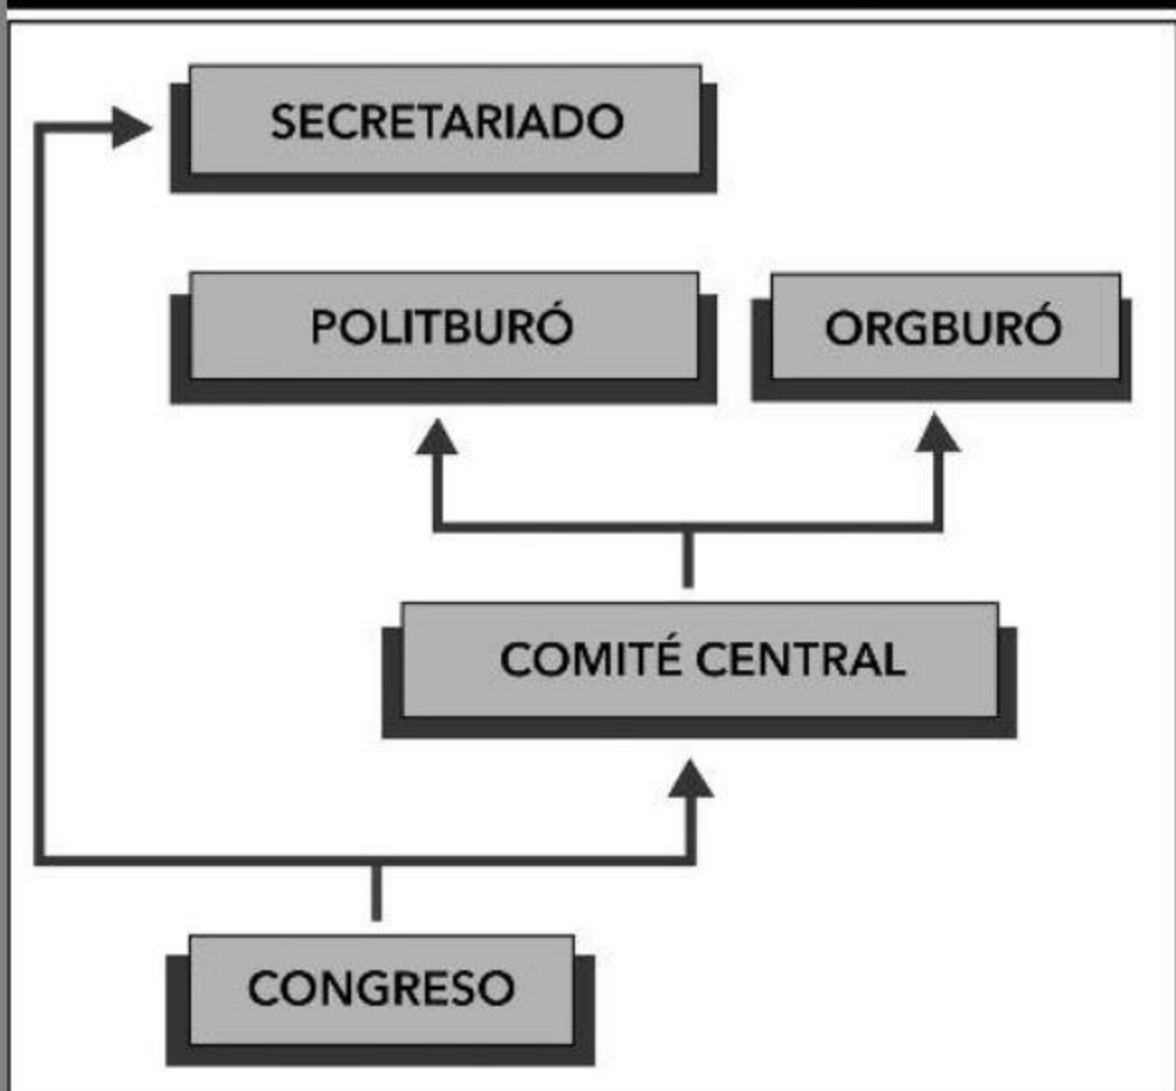 SECRETARIADO
POLITBURÓ
ORGBURÓ
COMITÉ CENTRAL
CONGRESO